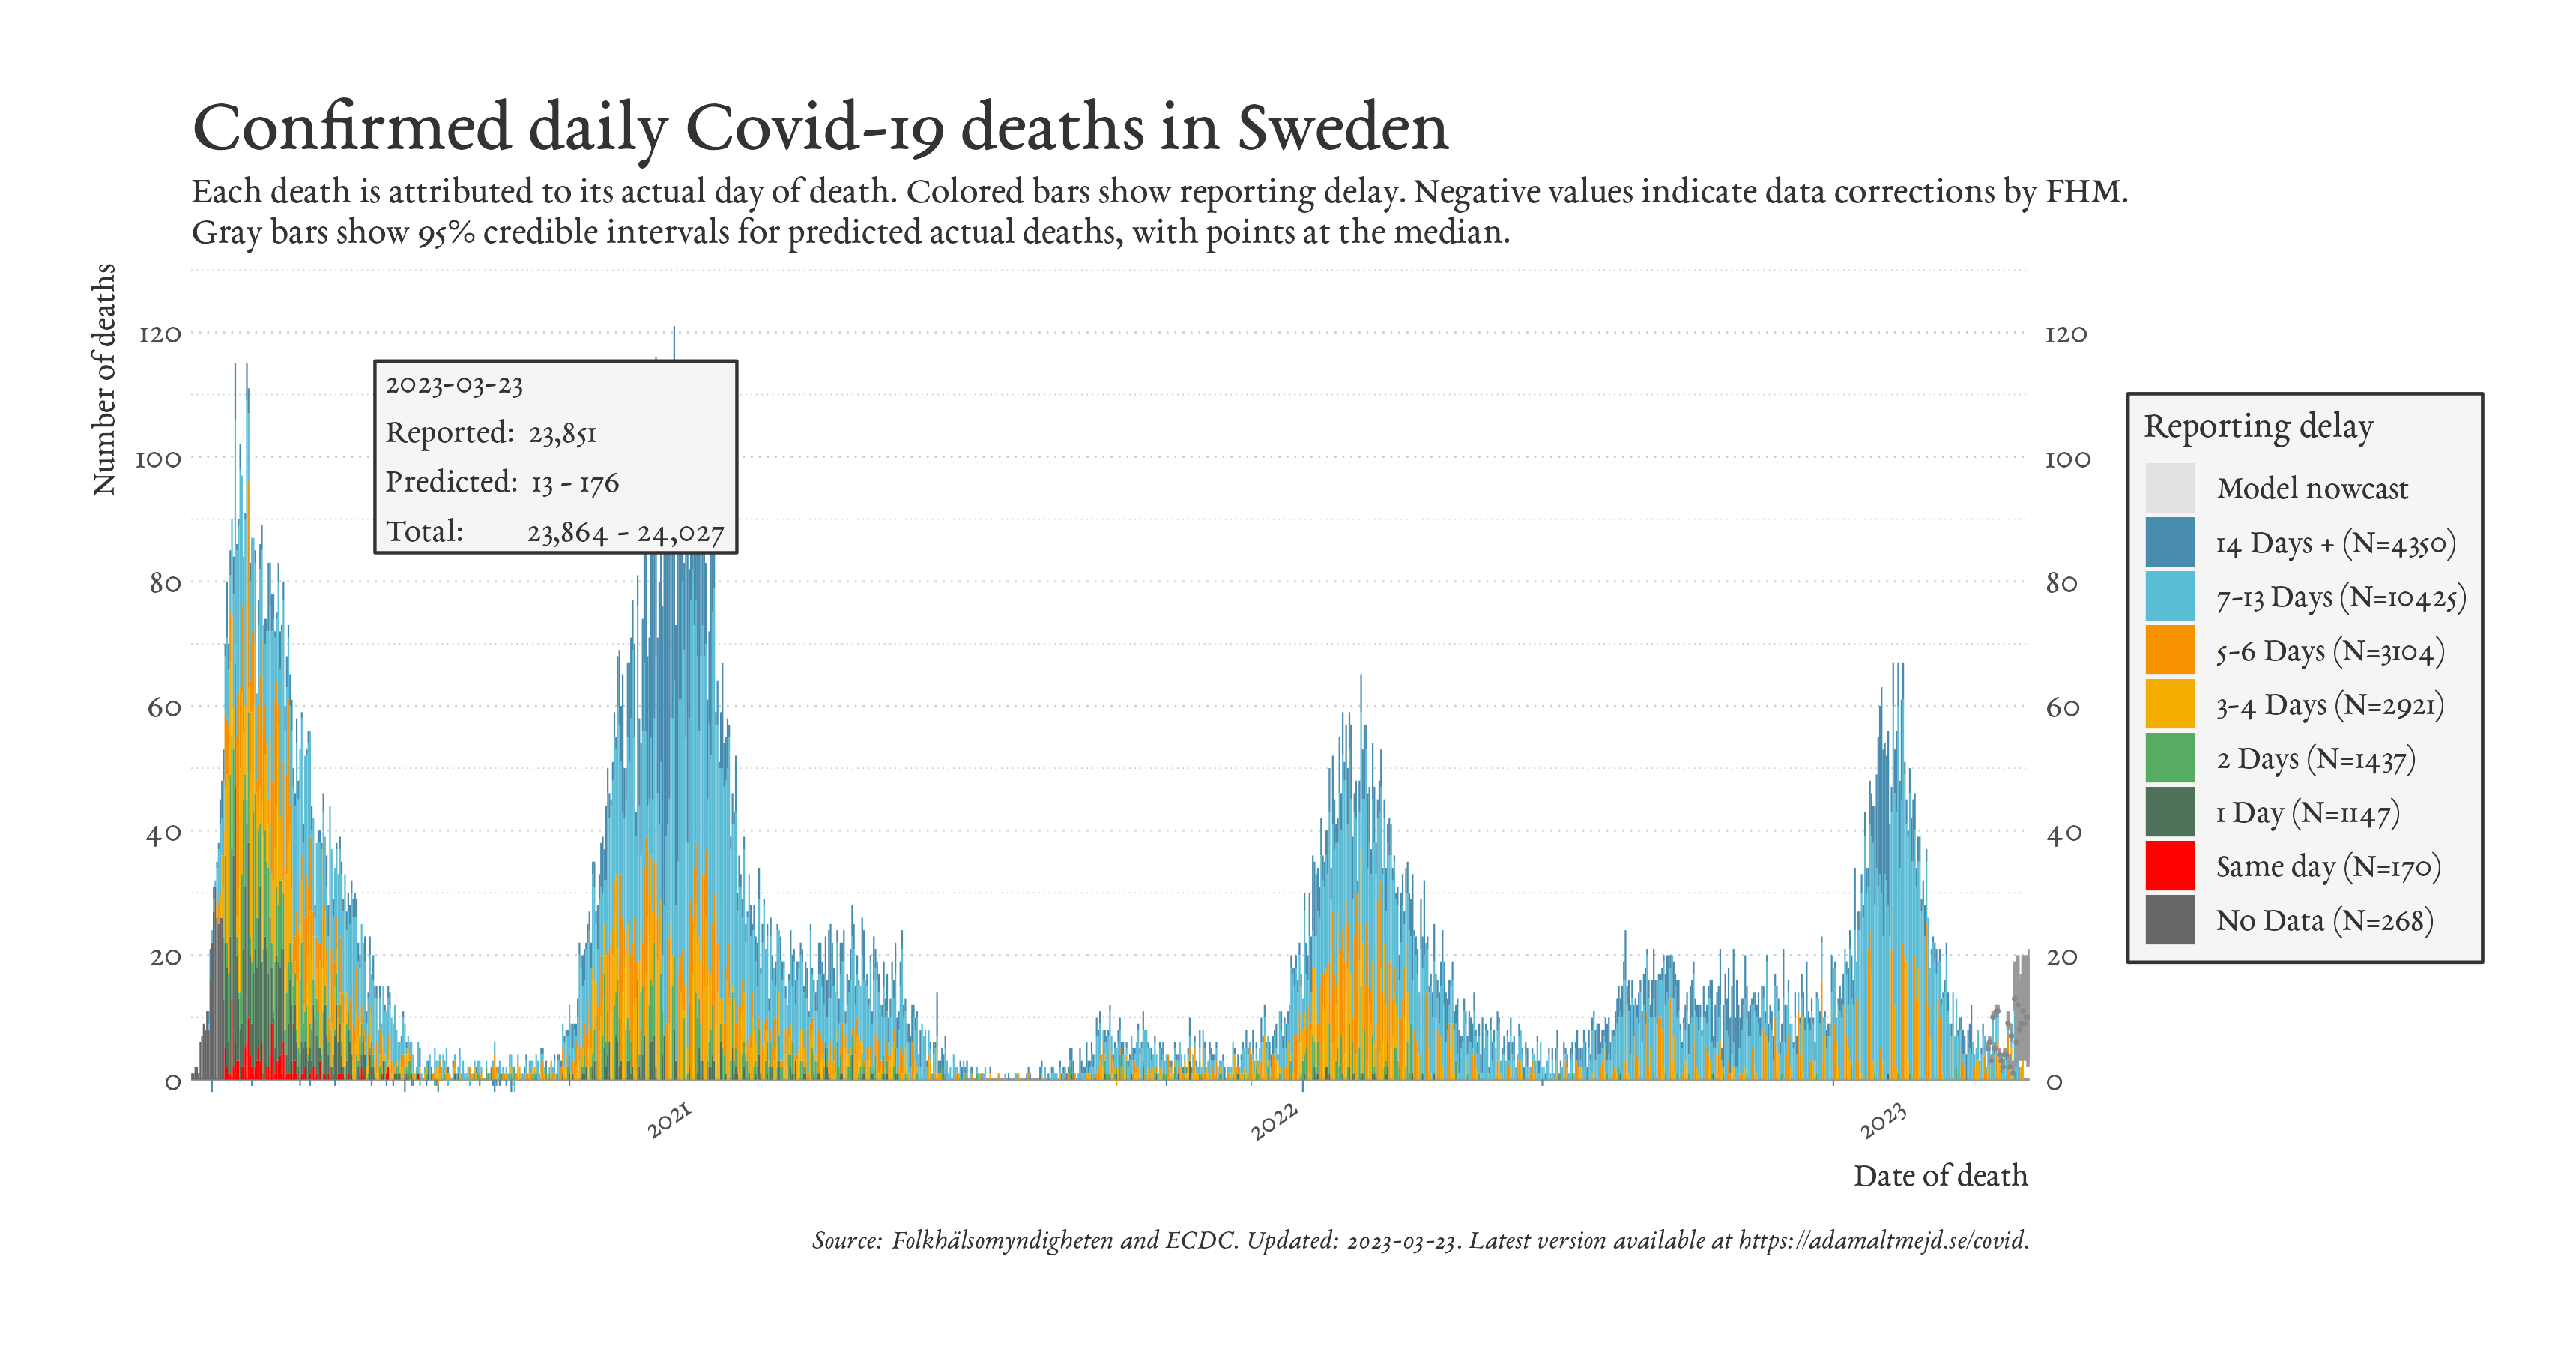 Confirmed daily Covid-19 deaths in Sweden
Each death is attributed to its actual day of death. Colored bars show reporting delay. Negative values indicate data corrections by FHM.
Gray bars show 95% credible intervals for predicted actual deaths, with points at the median.
Number of deaths
120
100
80
60
40
20
0
2023-03-23
Reported: 23,851
Predicted: 13 - 176
Total: 23,864 - 24,027
120
100
80
60
40
20
0
2021
2022
2023
Date of death
Reporting delay
Model nowcast
14 Days + (N=4350)
7-13 Days (N=10425)
5-6 Days (N=3104)
3-4 Days (N=2921)
2 Days (N=1437)
1 Day (N=1147)
Same day (N=170)
No Data (N=268)
Source: Folkhälsomyndigheten and ECDC. Updated: 2023-03-23. Latest version available at https://adamaltmejd.se/covid.